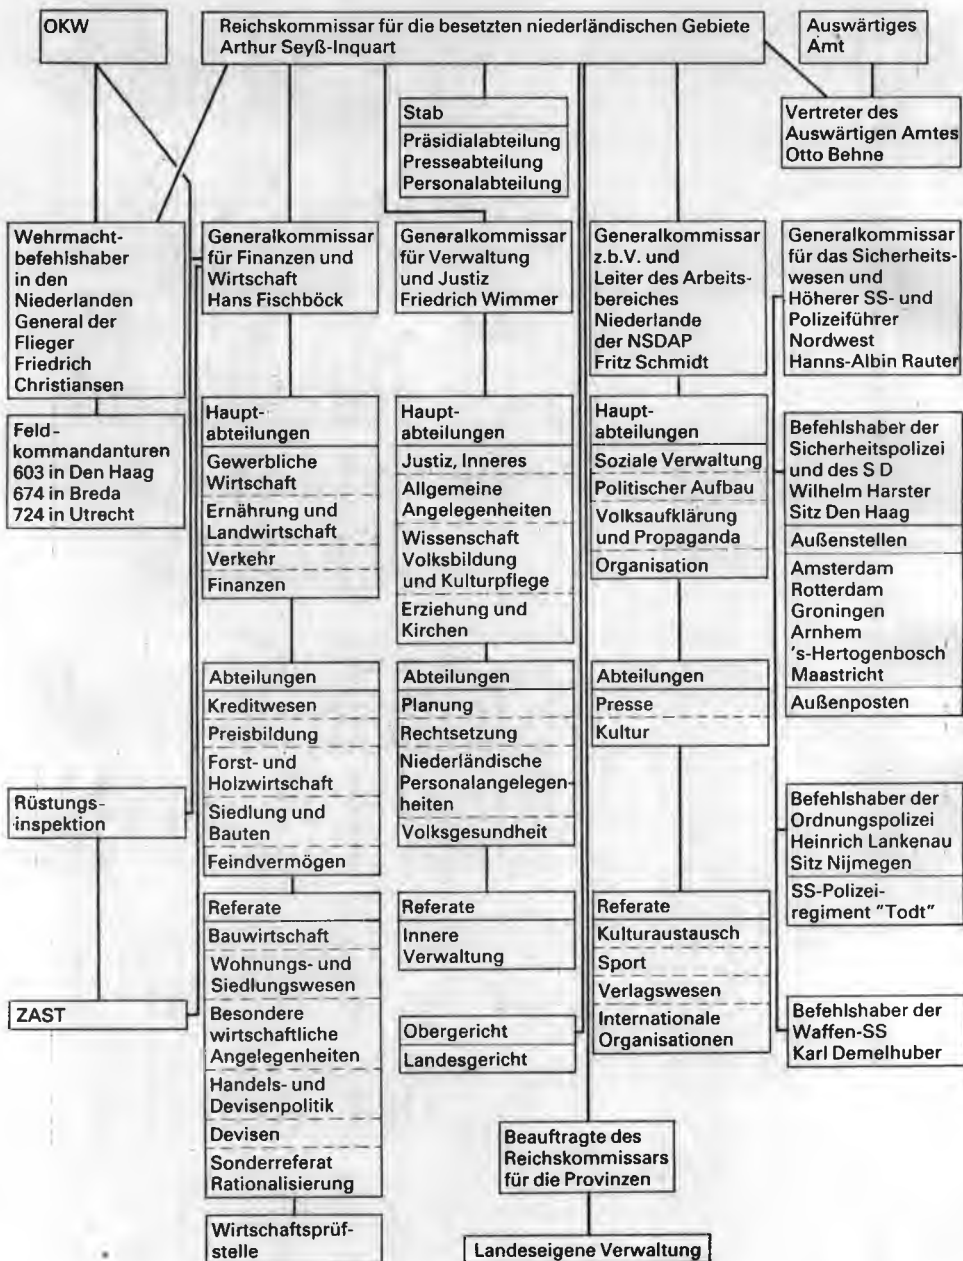 OKW
Reichskommissar für die besetzten niederländischen Gebiete
Arthur Seyß-Inquart
Auswärtiges
Amt
Stab
Präsidialabteilung
Presseabteilung
Personalabteilung
Vertreter des
Auswärtigen Amtes
Otto Behne
Wehrmacht-
befehlshaber
in den
Niederlanden
General der
Flieger
Friedrich
Christiansen
Feld-
kommandanturen
603 in Den Haag
674 in Breda
724 in Utrecht
Rüstungs-
inspektion
ZAST
Generalkommissar
für Finanzen und
Wirtschaft
Hans Fischböck
Haupt-
abteilungen
Gewerbliche
Wirtschaft
Ernährung und
Landwirtschaft
Verkehr
Finanzen
Abteilungen
Kreditwesen
Preisbildung
Forst- und
Holzwirtschaft
Siedlung und
Bauten
Feindvermögen
Referate
Bauwirtschaft
Wohnungs- und
Siedlungswesen
Besondere
wirtschaftliche
Angelegenheiten
Handels- und
Devisenpolitik
Devisen
Sonderreferat
Rationalisierung
Wirtschaftsprüf-
stelle
Generalkommissar
für Verwaltung
und Justiz
Friedrich Wimmer
Haupt-
abteilungen
Justiz, Inneres
Allgemeine
Angelegenheiten
Wissenschaft
Volksbildung
und Kulturpflege
Erziehung und
Kirchen
Abteilungen
Planung
Rechtsetzung
Niederländische
Personalangelegen-
heiten
Volksgesundheit
Referate
Innere
Verwaltung
Obergericht
Landesgericht
Beauftragte des
Reichskommissars
für die Provinzen
Landeseigene Verwaltung
Generalkommissar
z.b.V. und
Leiter des Arbeits-
bereiches
Niederlande
der NSDAP
Fritz Schmidt
Haupt-
abteilungen
Soziale Verwaltung
Politischer Aufbau
Volksaufklärung
und Propaganda
Organisation
Abteilungen
Presse
Kultur
Referate
Kulturaustausch
Sport
Verlagswesen
Internationale
Organisationen
Generalkommissar
für das Sicherheits-
wesen und
Höherer SS- und
Polizeiführer
Nordwest
Hanns-Albin Rauter
Befehlshaber der
Sicherheitspolizei
und des S D
Wilhelm Harster
Sitz Den Haag
Außenstellen
Amsterdam
Rotterdam
Groningen
Arnhem
's-Hertogenbosch
Maastricht
Außenposten
Befehlshaber der
Ordnungspolizei
Heinrich Lankenau
Sitz Nijmegen
SS-Polizei-
regiment "Todt"
Befehlshaber der
Waffen-SS
Karl Demelhuber